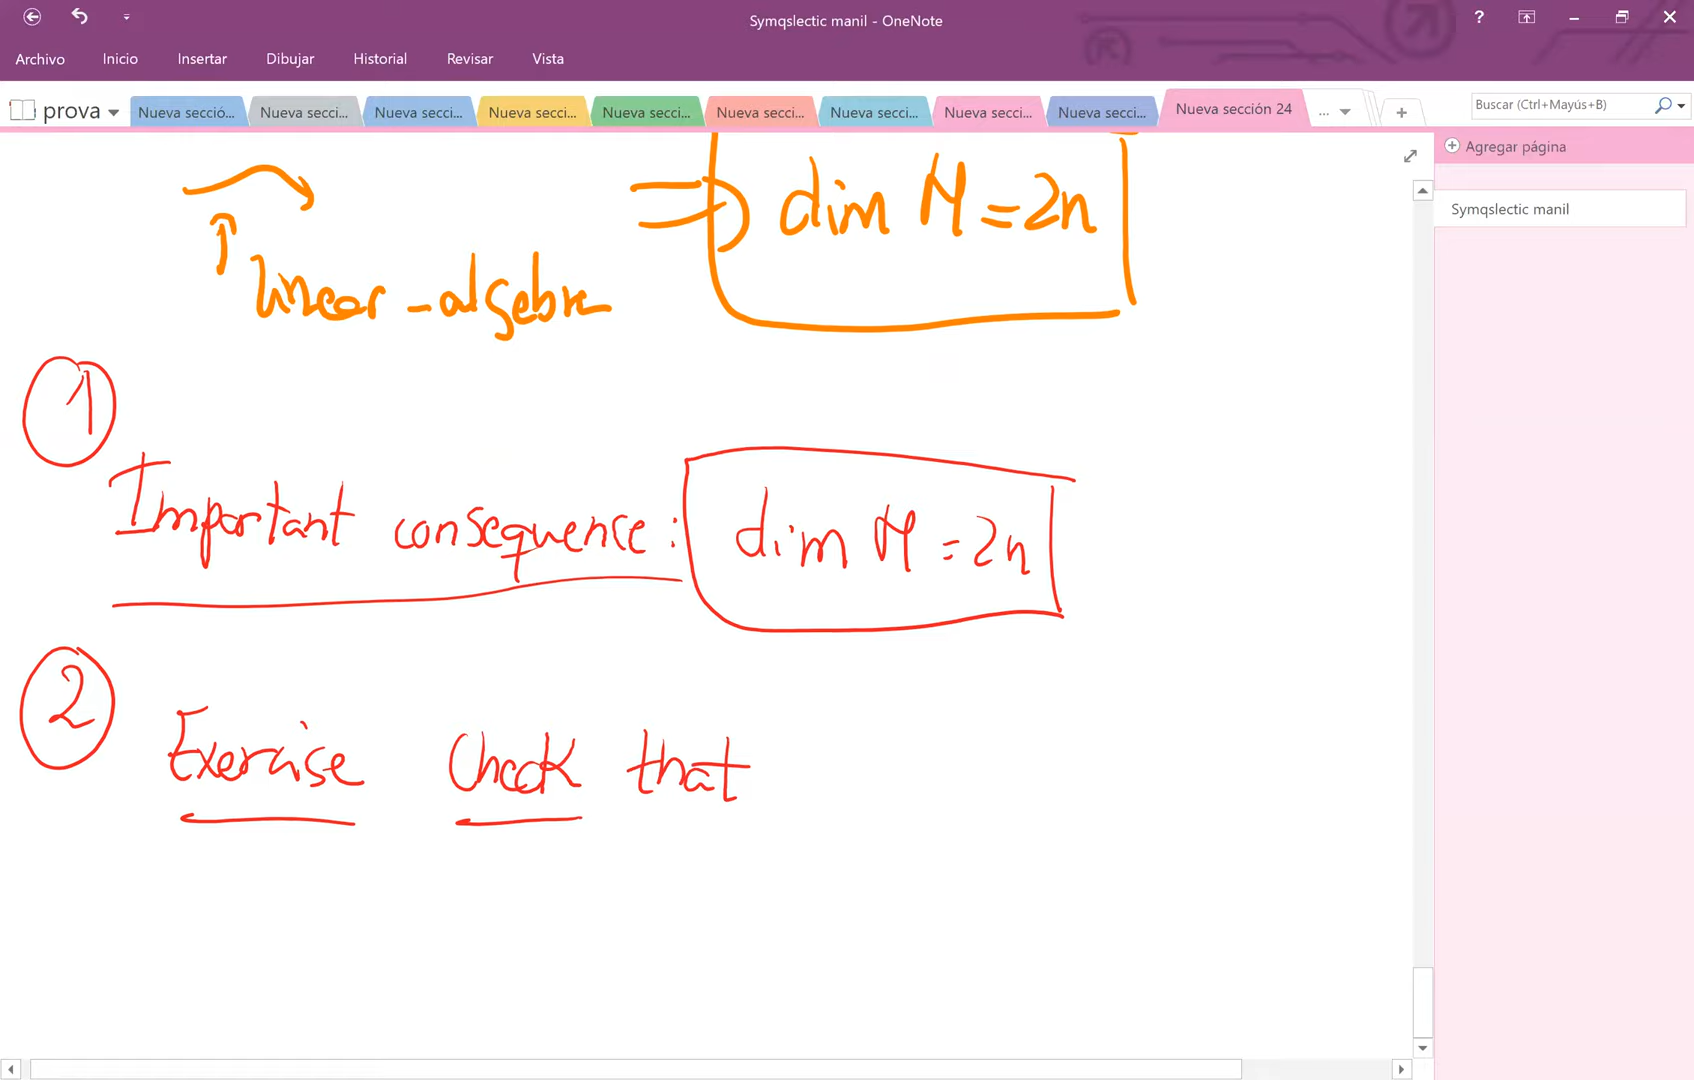 Symqslectic manil - OneNote
?
Archivo Inicio Insertar Dibujar Historial Revisar Vista
prova Nueva secció... Nueva secci... Nueva secci... Nueva secci... Nueva secci... Nueva secci... Nueva secci... Nueva secci... Nueva secci... Nueva sección 24 ... + Buscar (Ctrl+Mayús+B)
Agregar página
Symqslectic manil
⇒ dim M = 2n
linear - algebra
1
Important consequence: dim M = 2n
2
Exercise Check that